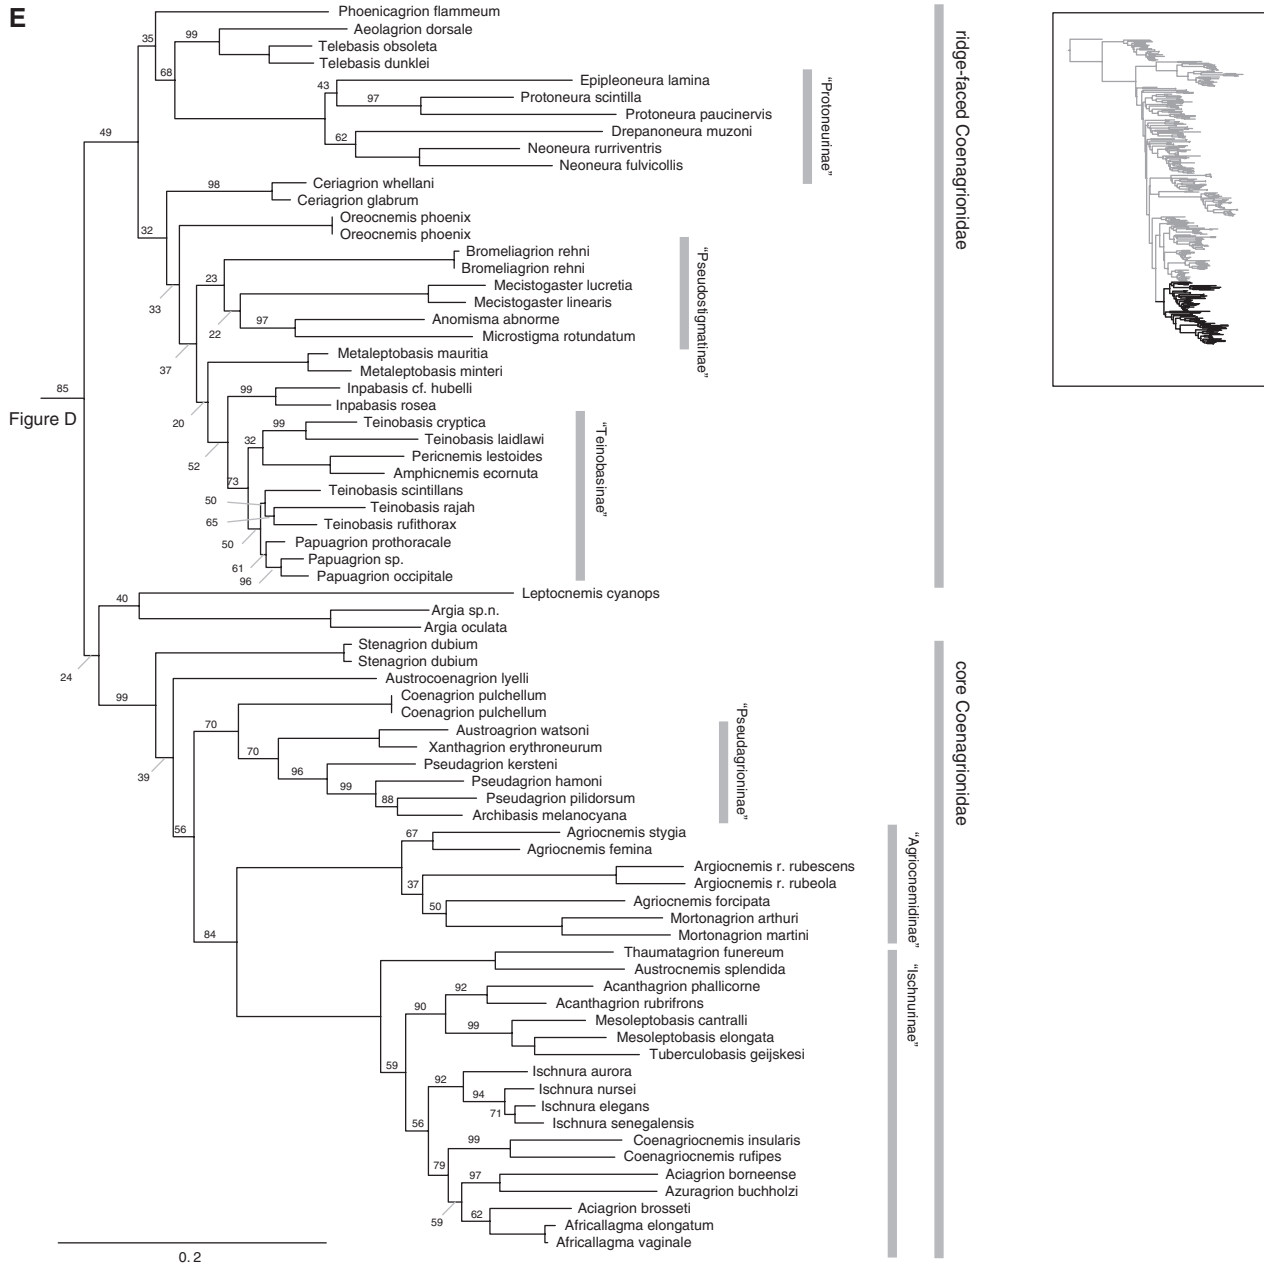 E
Phoenicagrion flammeum
35
99
Aeolagrion dorsale
Telebasis obsoleta
Telebasis dunklei
68
43
Epipleoneura lamina
97
Protoneura scintilla
Protoneura paucinervis
62
Drepanoneura muzoni
Neoneura rurriventris
Neoneura fulvicollis
"Protoneurinae"
ridge-faced Coenagrionidae
49
98
Ceriagrion whellani
Ceriagrion glabrum
32
Oreocnemis phoenix
Oreocnemis phoenix
Bromeliagrion rehni
Bromeliagrion rehni
23
Mecistogaster lucretia
Mecistogaster linearis
33
22
97
Anomisma abnorme
Microstigma rotundatum
"Pseudostigmatinae"
37
Metaleptobasis mauritia
Metaleptobasis minteri
85
Figure D
99
Inpabasis cf. hubelli
Inpabasis rosea
20
99
Teinobasis cryptica
32
Teinobasis laidlawi
52
Pericnemis lestoides
Amphicnemis ecornuta
73
Teinobasis scintillans
50
Teinobasis rajah
65
Teinobasis rufithorax
50
Papuagrion prothoracale
61
Papuagrion sp.
96
Papuagrion occipitale
"Teinobasinae"
40
Leptocnemis cyanops
Argia sp.n.
Argia oculata
24
Stenagrion dubium
Stenagrion dubium
99
Austrocoenagrion lyelli
Coenagrion pulchellum
Coenagrion pulchellum
core Coenagrionidae
70
Austroagrion watsoni
70
Xanthagrion erythroneurum
96
Pseudagrion kersteni
39
99
Pseudagrion hamoni
88
Pseudagrion pilidorsum
Archibasis melanocyana
"Pseudagrioninae"
56
67
Agriocnemis stygia
Agriocnemis femina
Argiocnemis r. rubescens
37
Argiocnemis r. rubeola
50
Agriocnemis forcipata
Mortonagrion arthuri
84
Mortonagrion martini
"Agriocnemidinae"
Thaumatagrion funereum
Austrocnemis splendida
92
Acanthagrion phallicorne
90
Acanthagrion rubrifrons
99
Mesoleptobasis cantralli
Mesoleptobasis elongata
Tuberculobasis geijskesi
"Ischnurinae"
59
92
Ischnura aurora
94
Ischnura nursei
71
Ischnura elegans
56
Ischnura senegalensis
99
Coenagriocnemis insularis
Coenagriocnemis rufipes
79
97
Aciagrion borneense
Azuragrion buchholzi
59
62
Aciagrion brosseti
Africallagma elongatum
Africallagma vaginale
0.2